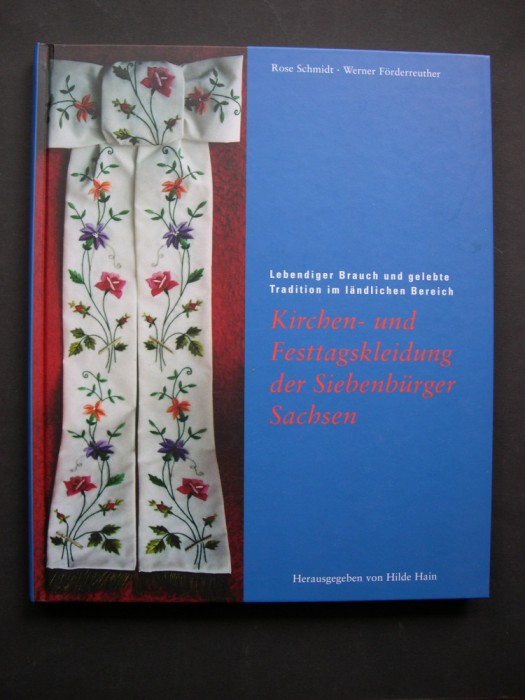 Rose Schmidt · Werner Förderreuther
Lebendiger Brauch und gelebte
Tradition im ländlichen Bereich
Kirchen- und
Festtagskleidung
der Siebenbürger
Sachsen
Herausgegeben von Hilde Hain